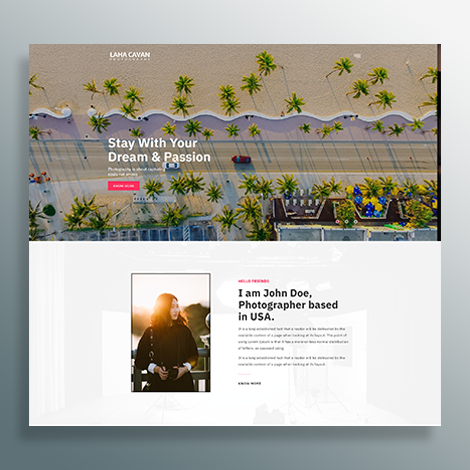 LAHA CAVAN
PHOTOGRAPHY
Stay With Your
Dream & Passion
Photography is about capturing
KNOW MORE
HELLO FRIENDS
I am John Doe,
Photographer based
in USA.
It is a long established fact that a reader will be distracted by the
readable content of a page when looking at its layout. The point of
using Lorem Ipsum is that it has a more-or-less normal distribution
of letters, as opposed using.
It is a long established fact that a reader will be distracted by the
readable content of a page when looking at its layout.
KNOW MORE